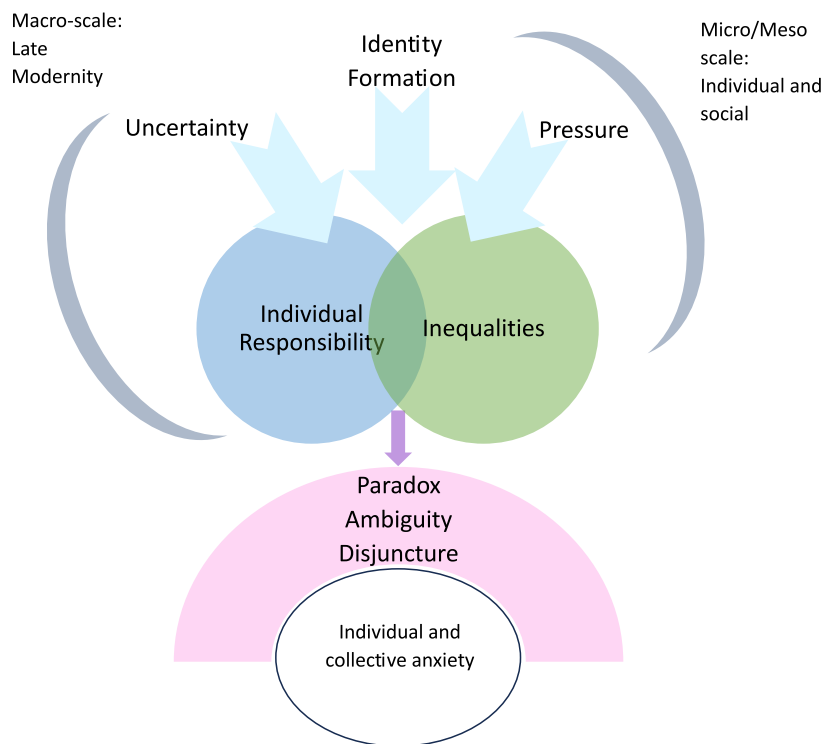 Macro-scale:
Late
Modernity
Identity
Formation
Micro/Meso
scale:
Individual and
social
Uncertainty
Pressure
Individual
Responsibility
Inequalities
Paradox
Ambiguity
Disjuncture
Individual and
collective anxiety